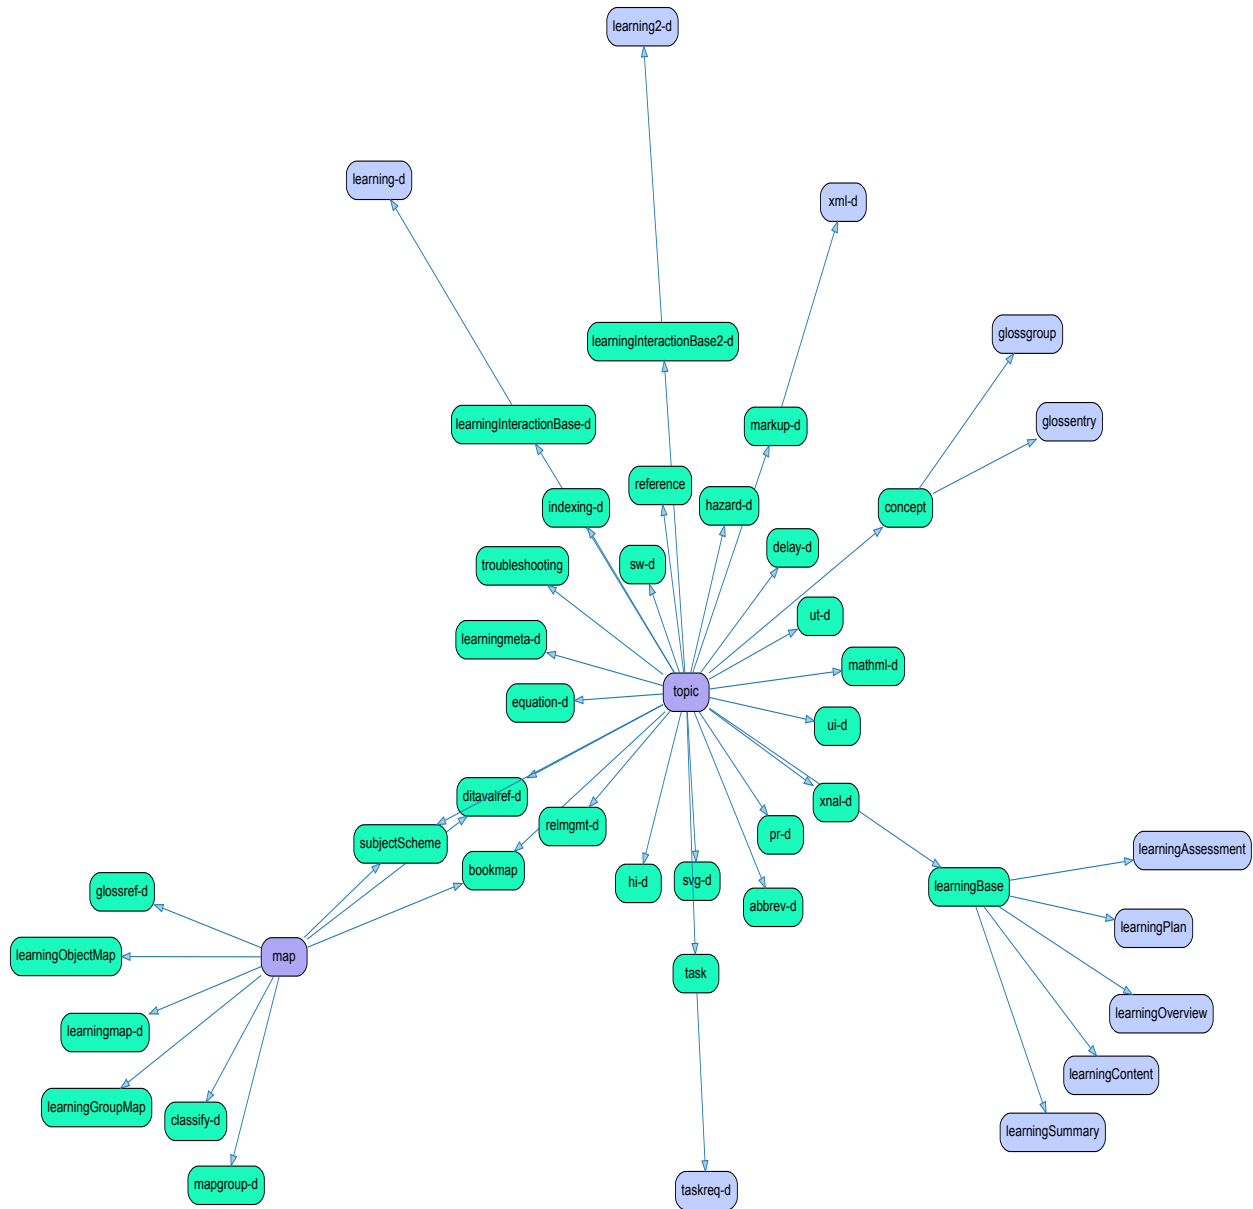 learning2-d
learning-d
xml-d
glossgroup
learningInteractionBase2-d
glossentry
learningInteractionBase-d
markup-d
reference
hazard-d
indexing-d
concept
delay-d
troubleshooting
sw-d
ut-d
learningmeta-d
mathml-d
topic
equation-d
ui-d
ditavalref-d
xnal-d
relmgmt-d
pr-d
subjectScheme
learningAssessment
bookmap
hi-d
svg-d
learningBase
glossref-d
abbrev-d
learningPlan
learningObjectMap
map
task
learningOverview
learningmap-d
learningContent
learningGroupMap
classify-d
learningSummary
mapgroup-d
taskreq-d